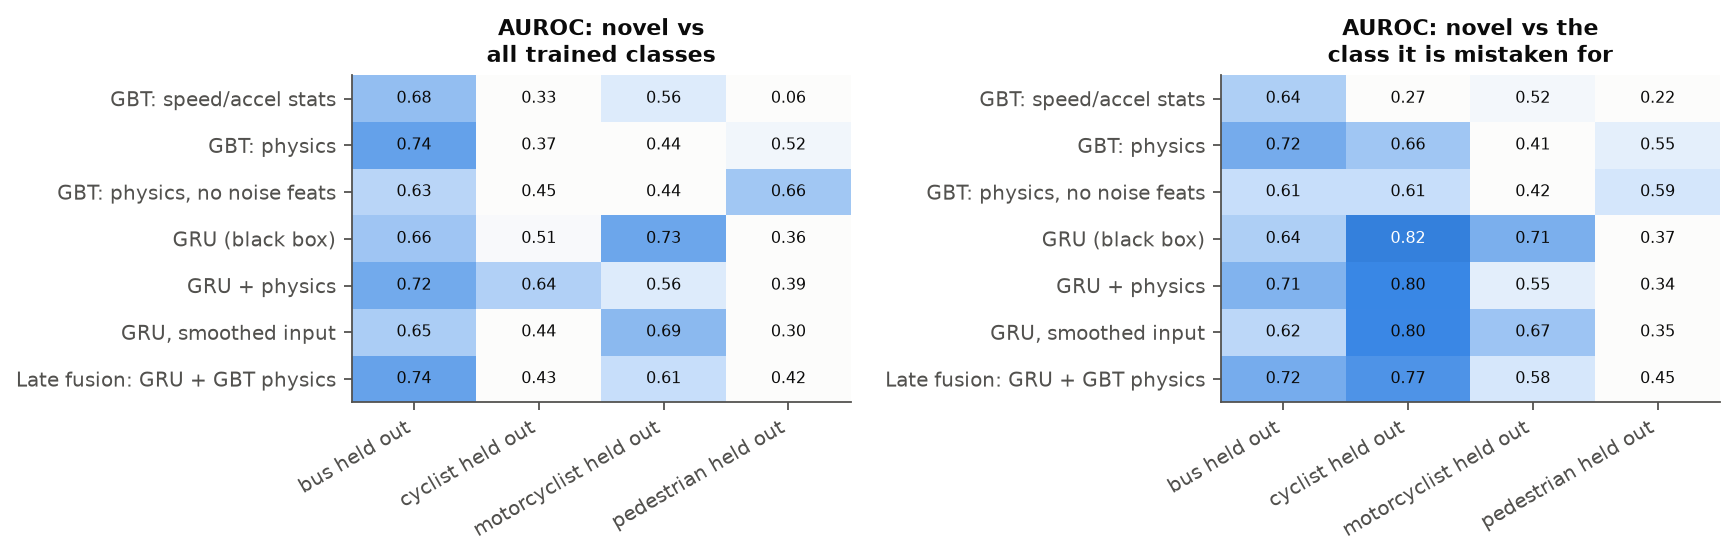 AUROC: novel vs
all trained classes
GBT: speed/accel stats 0.68 0.33 0.56 0.06
GBT: physics 0.74 0.37 0.44 0.52
GBT: physics, no noise feats 0.63 0.45 0.44 0.66
GRU (black box) 0.66 0.51 0.73 0.36
GRU + physics 0.72 0.64 0.56 0.39
GRU, smoothed input 0.65 0.44 0.69 0.30
Late fusion: GRU + GBT physics 0.74 0.43 0.61 0.42
bus held out
cyclist held out
motorcyclist held out
pedestrian held out
AUROC: novel vs the
class it is mistaken for
GBT: speed/accel stats 0.64 0.27 0.52 0.22
GBT: physics 0.72 0.66 0.41 0.55
GBT: physics, no noise feats 0.61 0.61 0.42 0.59
GRU (black box) 0.64 0.82 0.71 0.37
GRU + physics 0.71 0.80 0.55 0.34
GRU, smoothed input 0.62 0.80 0.67 0.35
Late fusion: GRU + GBT physics 0.72 0.77 0.58 0.45
bus held out
cyclist held out
motorcyclist held out
pedestrian held out